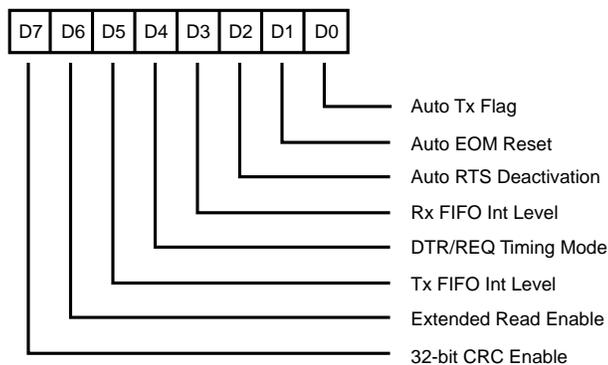 D7 D6 D5 D4 D3 D2 D1 D0
Auto Tx Flag
Auto EOM Reset
Auto RTS Deactivation
Rx FIFO Int Level
DTR/REQ Timing Mode
Tx FIFO Int Level
Extended Read Enable
32-bit CRC Enable